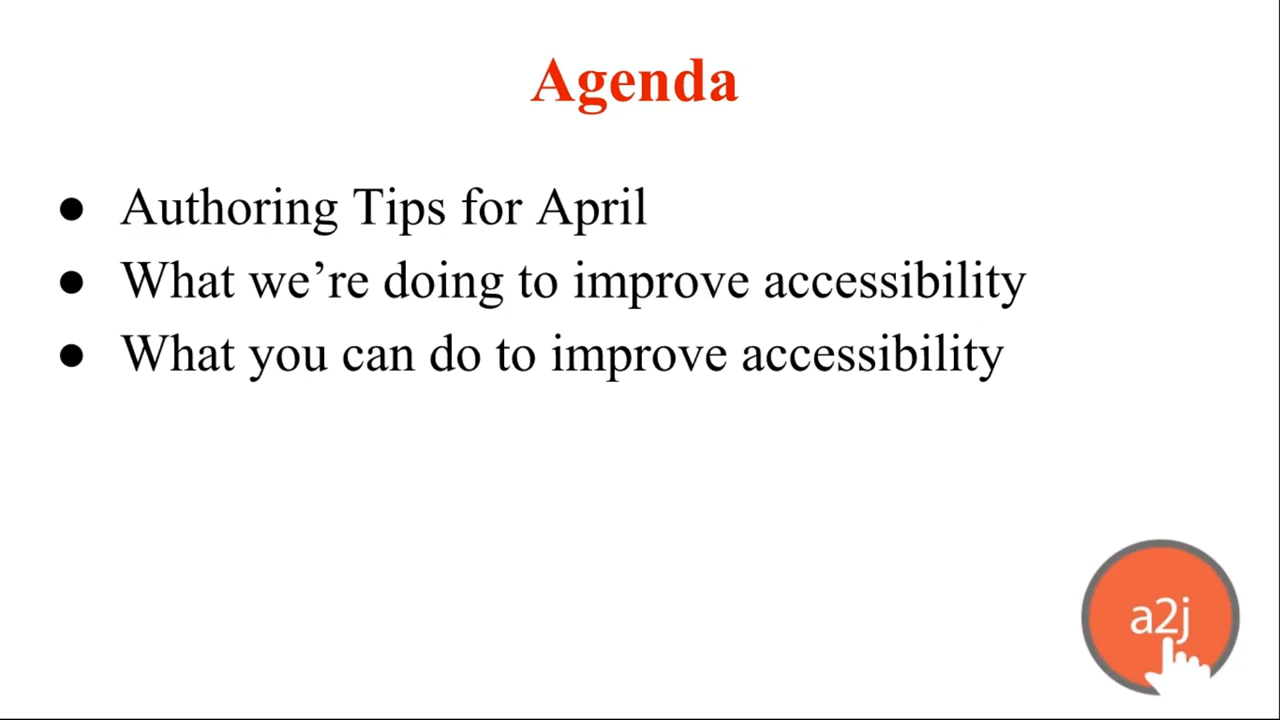 Agenda
● Authoring Tips for April
● What we’re doing to improve accessibility
● What you can do to improve accessibility
a2j